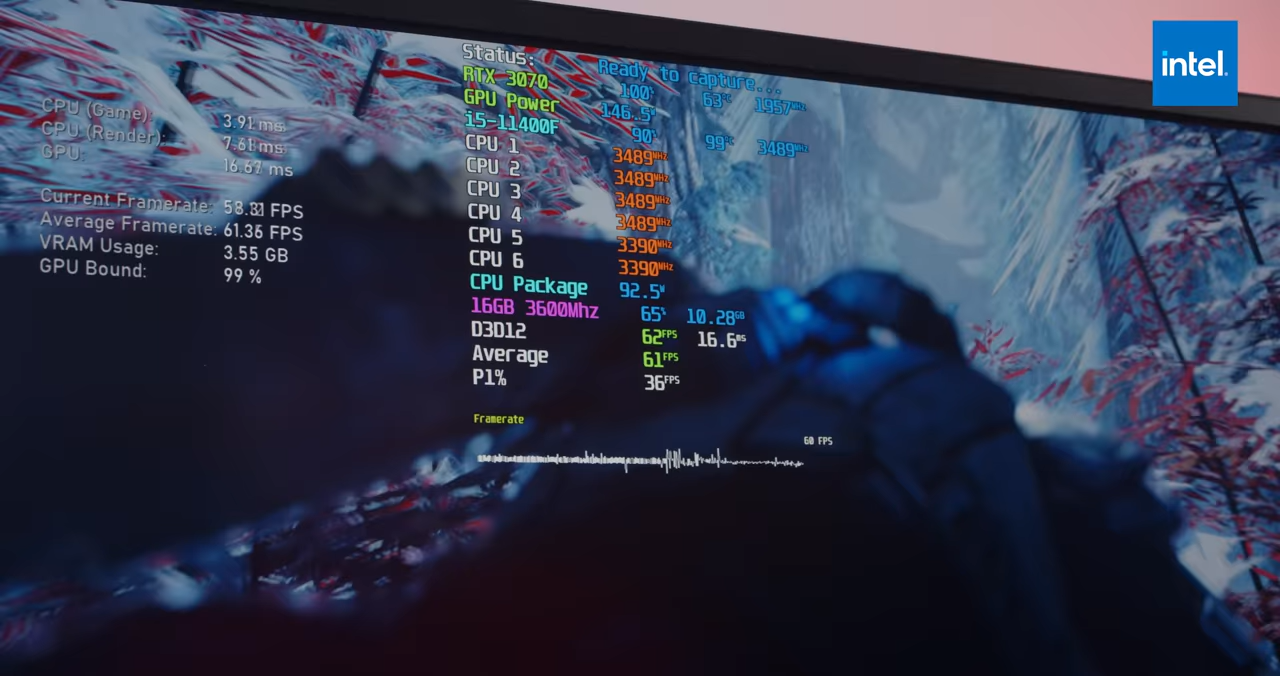 intel.
CPU (Game): 3.91 ms
CPU (Render): 7.61 ms
GPU: 16.67 ms
Current Framerate: FPS
Average Framerate: 61.36 FPS
VRAM Usage: 3.55 GB
GPU Bound: 99 %
Status: Ready to capture...
RTX 3070 100% 63°C 1957MHz
GPU Power 146.5W
i5-11400F 90% 99°C 3489MHz
CPU 1 3489MHz
CPU 2 3489MHz
CPU 3 3489MHz
CPU 4 3489MHz
CPU 5 3390MHz
CPU 6 3390MHz
CPU Package 92.5W
16GB 3600Mhz 65% 10.28GB
D3D12 62FPS 16.6ms
Average 61FPS
P1% 36FPS
Framerate
60 FPS